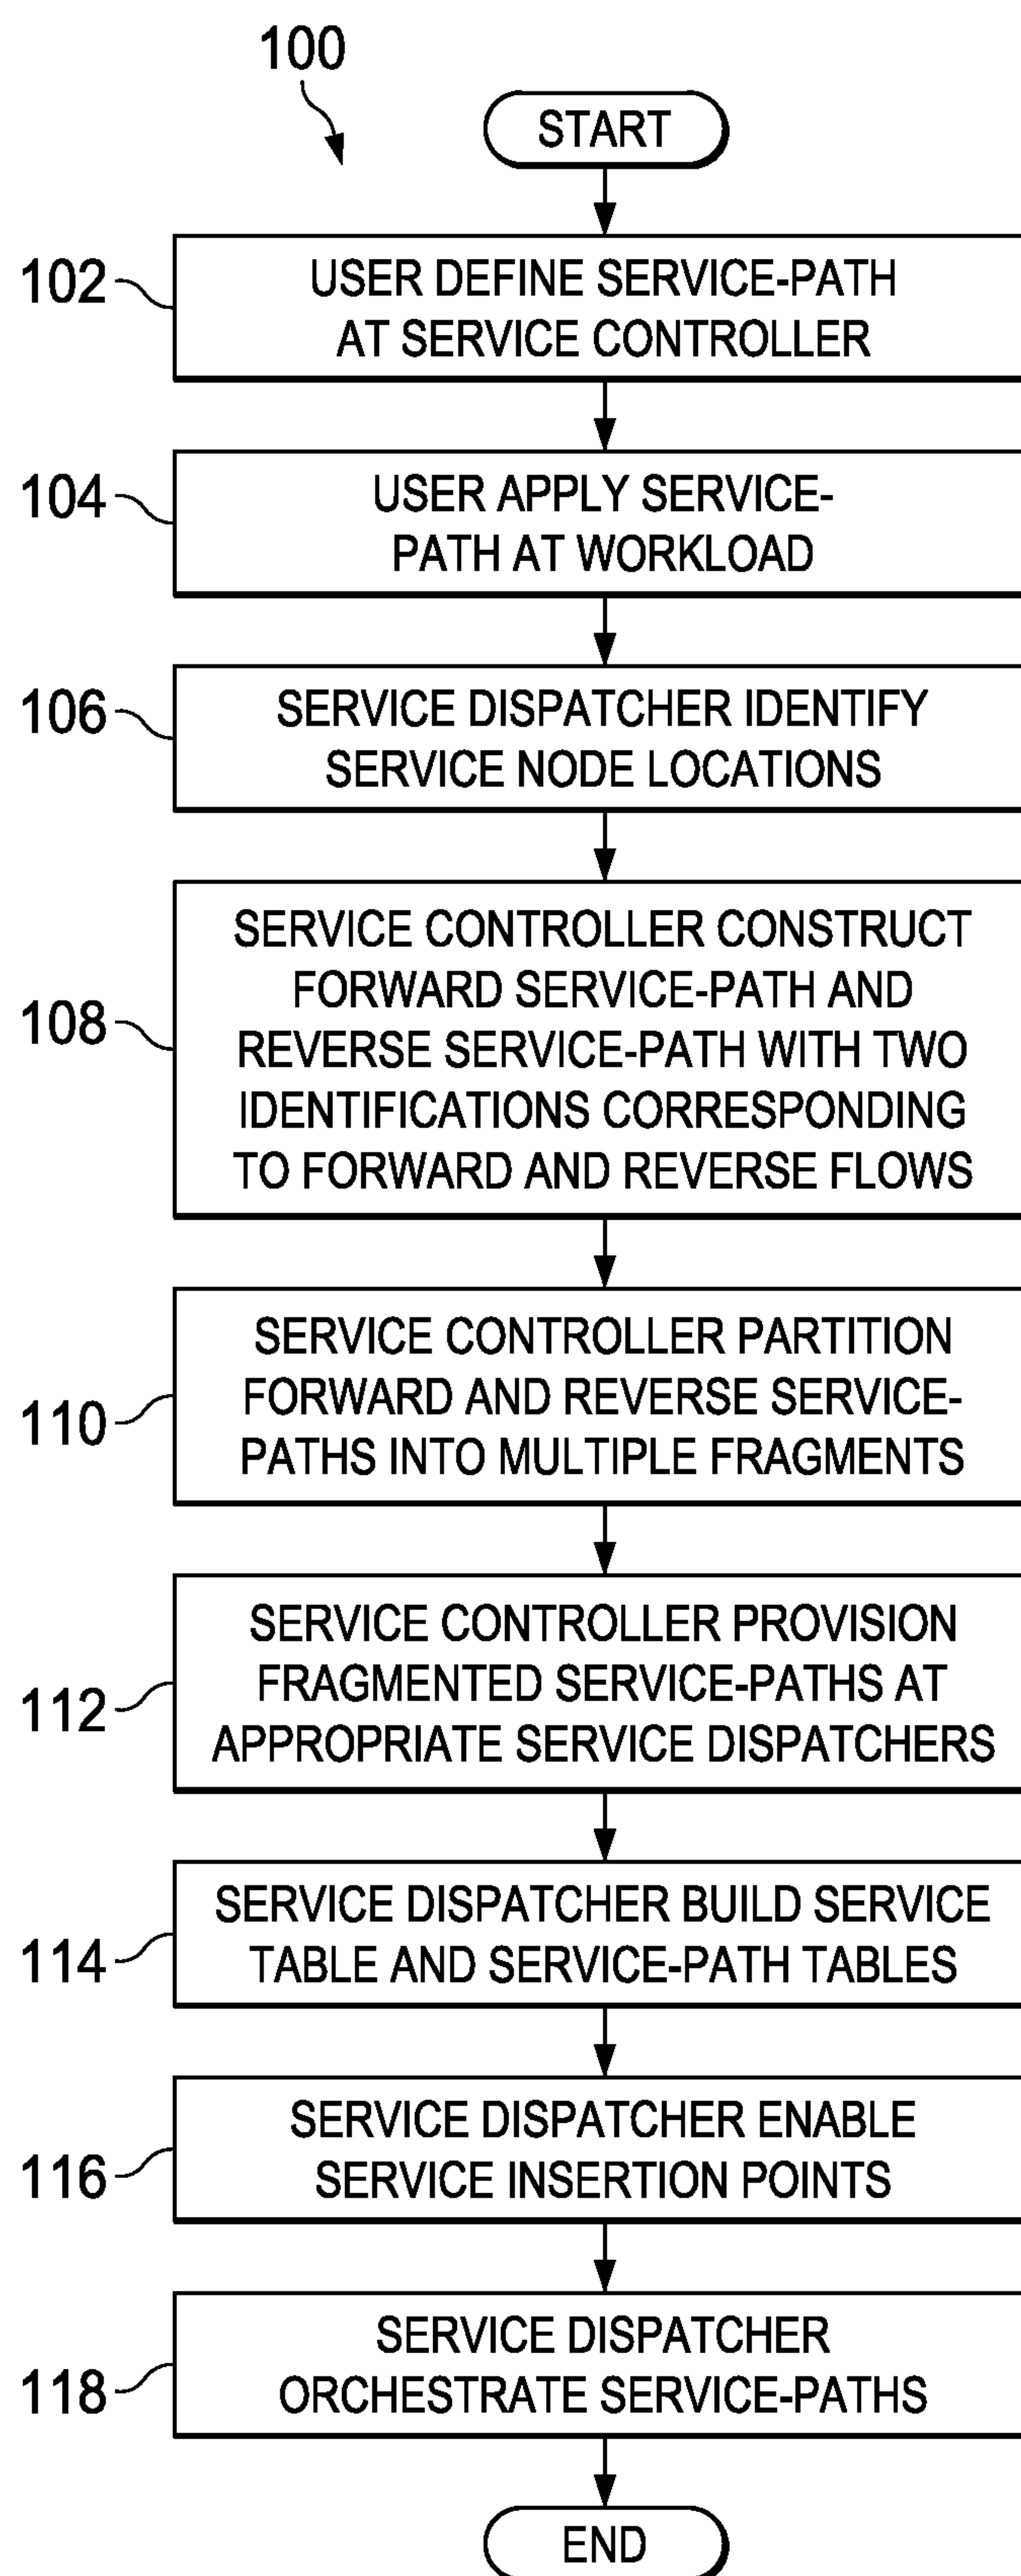 100
START
102
USER DEFINE SERVICE-PATH
AT SERVICE CONTROLLER
104
USER APPLY SERVICE-
PATH AT WORKLOAD
106
SERVICE DISPATCHER IDENTIFY
SERVICE NODE LOCATIONS
108
SERVICE CONTROLLER CONSTRUCT
FORWARD SERVICE-PATH AND
REVERSE SERVICE-PATH WITH TWO
IDENTIFICATIONS CORRESPONDING
TO FORWARD AND REVERSE FLOWS
110
SERVICE CONTROLLER PARTITION
FORWARD AND REVERSE SERVICE-
PATHS INTO MULTIPLE FRAGMENTS
112
SERVICE CONTROLLER PROVISION
FRAGMENTED SERVICE-PATHS AT
APPROPRIATE SERVICE DISPATCHERS
114
SERVICE DISPATCHER BUILD SERVICE
TABLE AND SERVICE-PATH TABLES
116
SERVICE DISPATCHER ENABLE
SERVICE INSERTION POINTS
118
SERVICE DISPATCHER
ORCHESTRATE SERVICE-PATHS
END